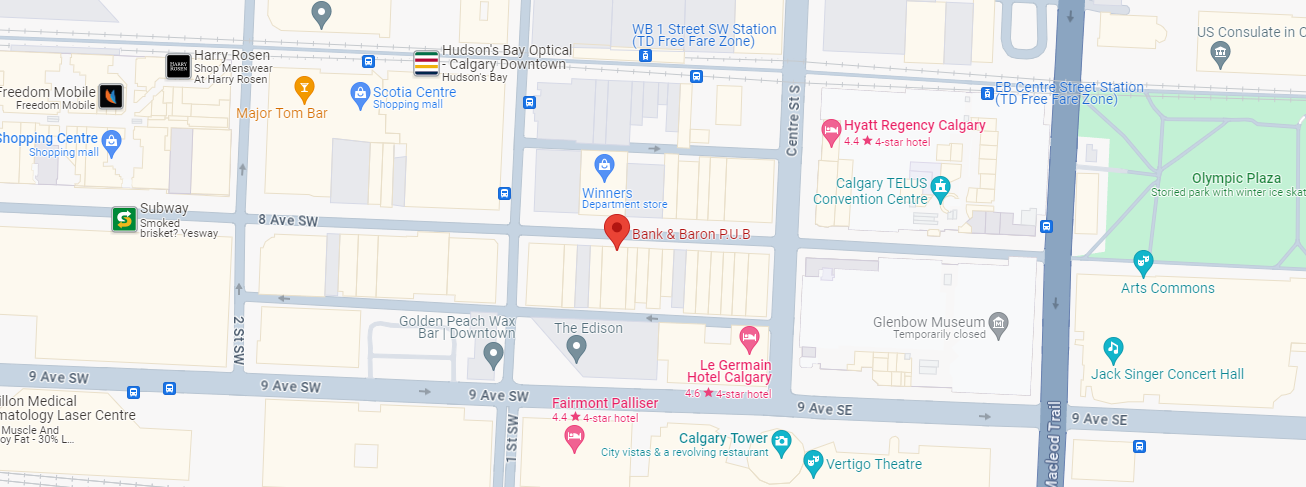 WB 1 Street SW Station
(TD Free Fare Zone)
US Consulate in C
Harry Rosen
Shop Menswear
At Harry Rosen
HARRY
ROSEN
Hudson's Bay Optical
- Calgary Downtown
Hudson's Bay
Freedom Mobile
Freedom Mobile
Major Tom Bar
Scotia Centre
Shopping mall
EB Centre Street Station
(TD Free Fare Zone)
Centre St S
Hyatt Regency Calgary
4.4 ★ 4-star hotel
Shopping Centre
Shopping mall
Winners
Department store
Calgary TELUS
Convention Centre
Olympic Plaza
Storied park with winter ice skat
Subway
Smoked
brisket? Yesway
8 Ave SW
Bank & Baron P.U.B
Arts Commons
2 St SW
Golden Peach Wax
Bar | Downtown
The Edison
Glenbow Museum
Temporarily closed
Le Germain
Hotel Calgary
4.6 ★ 4-star hotel
Jack Singer Concert Hall
9 Ave SW
9 Ave SW
9 Ave SW
9 Ave SE
9 Ave SE
illon Medical
matology Laser Centre
Muscle And
oy Fat - 30% L...
Fairmont Palliser
4.4 ★ 4-star hotel
1 St SW
Calgary Tower
City vistas & a revolving restaurant
Vertigo Theatre
Macleod Trail